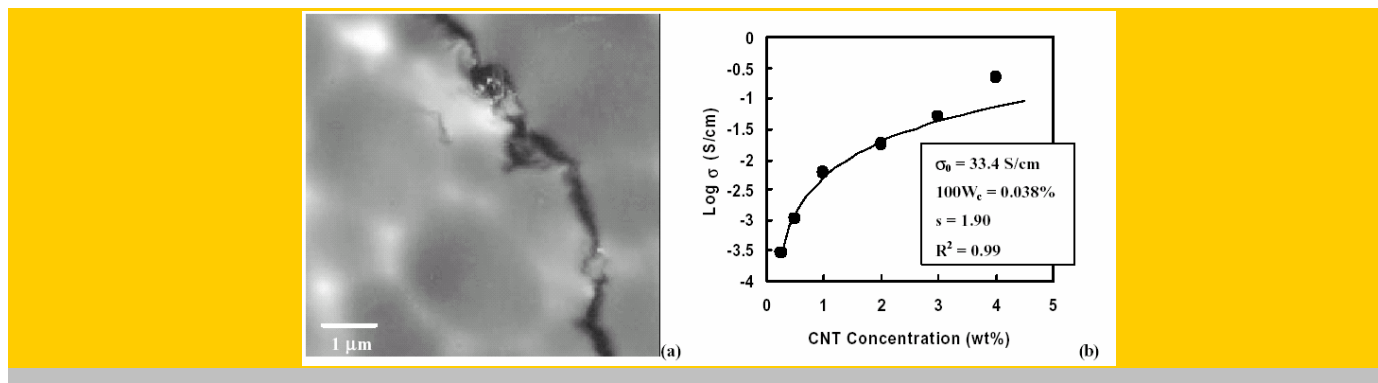 1 μm
(a)
0
-0.5
-1
-1.5
-2
-2.5
-3
-3.5
-4
Log σ (S/cm)
σ₀ = 33.4 S/cm
100W_c = 0.038%
s = 1.90
R² = 0.99
0 1 2 3 4 5
CNT Concentration (wt%)
(b)